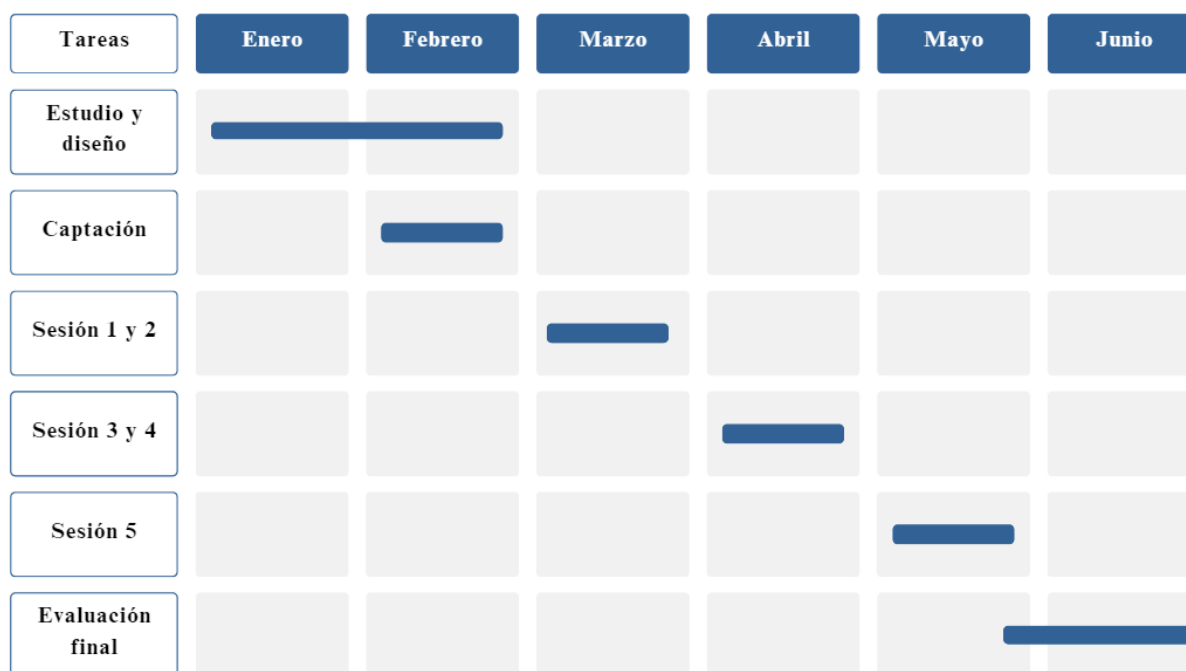 Tareas
Enero
Febrero
Marzo
Abril
Mayo
Junio
Estudio y
diseño
Captación
Sesión 1 y 2
Sesión 3 y 4
Sesión 5
Evaluación
final